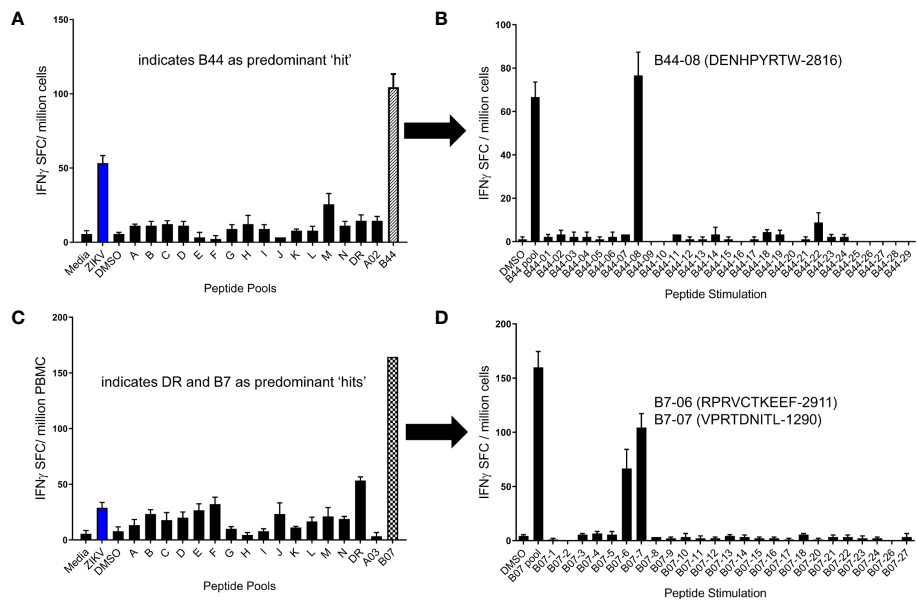 A
150
100
50
0
IFNγ SFC/ million cells
indicates B44 as predominant ‘hit’
Media
ZIKV
DMSO
A
B
C
D
E
F
G
H
I
J
K
L
M
N
DR
A02
B44
Peptide Pools
B
100
80
60
40
20
0
IFNγ SFC / million cells
B44-08 (DENHPYRTW-2816)
DMSO
B44 pool
B44-01
B44-02
B44-03
B44-04
B44-05
B44-06
B44-07
B44-08
B44-09
B44-10
B44-11
B44-12
B44-13
B44-14
B44-15
B44-16
B44-17
B44-18
B44-19
B44-20
B44-21
B44-22
B44-23
B44-24
B44-25
B44-26
B44-27
B44-28
B44-29
Peptide Stimulation
C
200
150
100
50
0
IFNγ SFC/ million PBMC
indicates DR and B7 as predominant ‘hits’
Media
ZIKV
DMSO
A
B
C
D
E
F
G
H
I
J
K
L
M
N
DR
A03
B07
Peptide Pools
D
200
150
100
50
0
IFNγ SFC / million cells
B7-06 (RPRVCTKEEF-2911)
B7-07 (VPRTDNITL-1290)
DMSO
B07 pool
B07-1
B07-2
B07-3
B07-4
B07-5
B07-6
B07-7
B07-8
B07-9
B07-10
B07-11
B07-12
B07-13
B07-14
B07-15
B07-16
B07-17
B07-18
B07-20
B07-21
B07-22
B07-23
B07-24
B07-26
B07-27
Peptide Stimulation